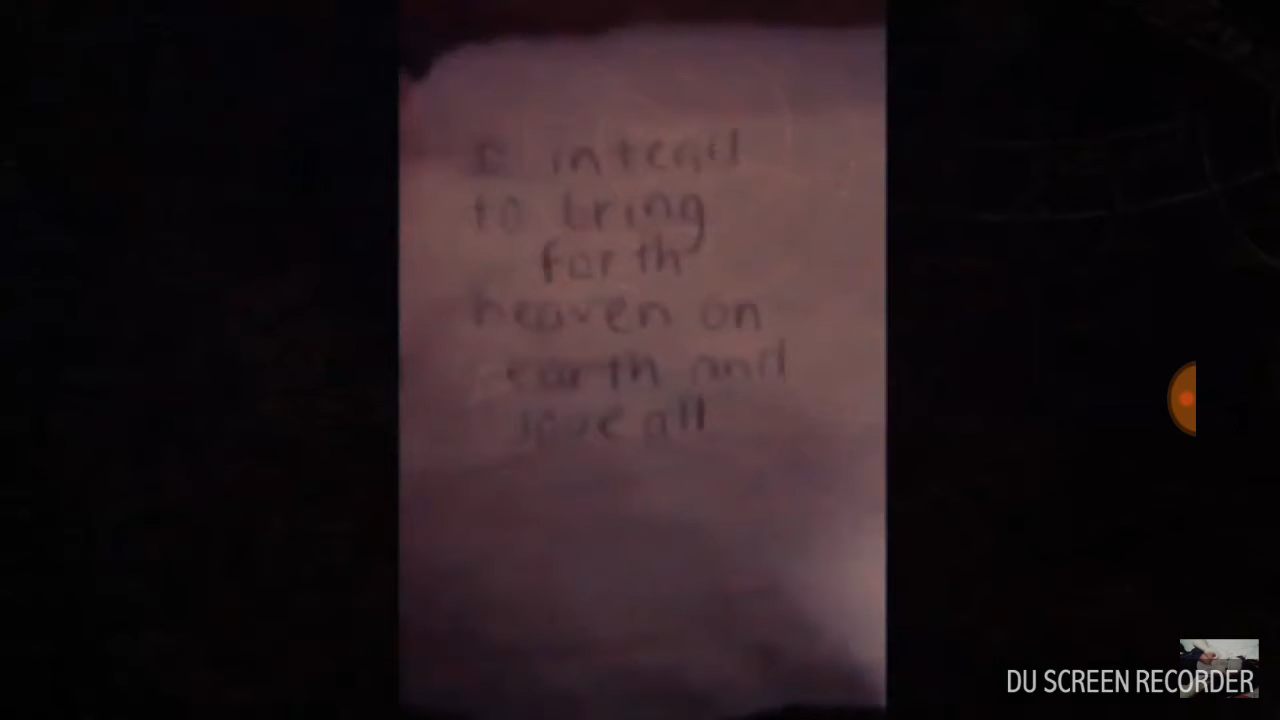 I intend
to bring
forth
heaven on
earth and
love all
DU SCREEN RECORDER